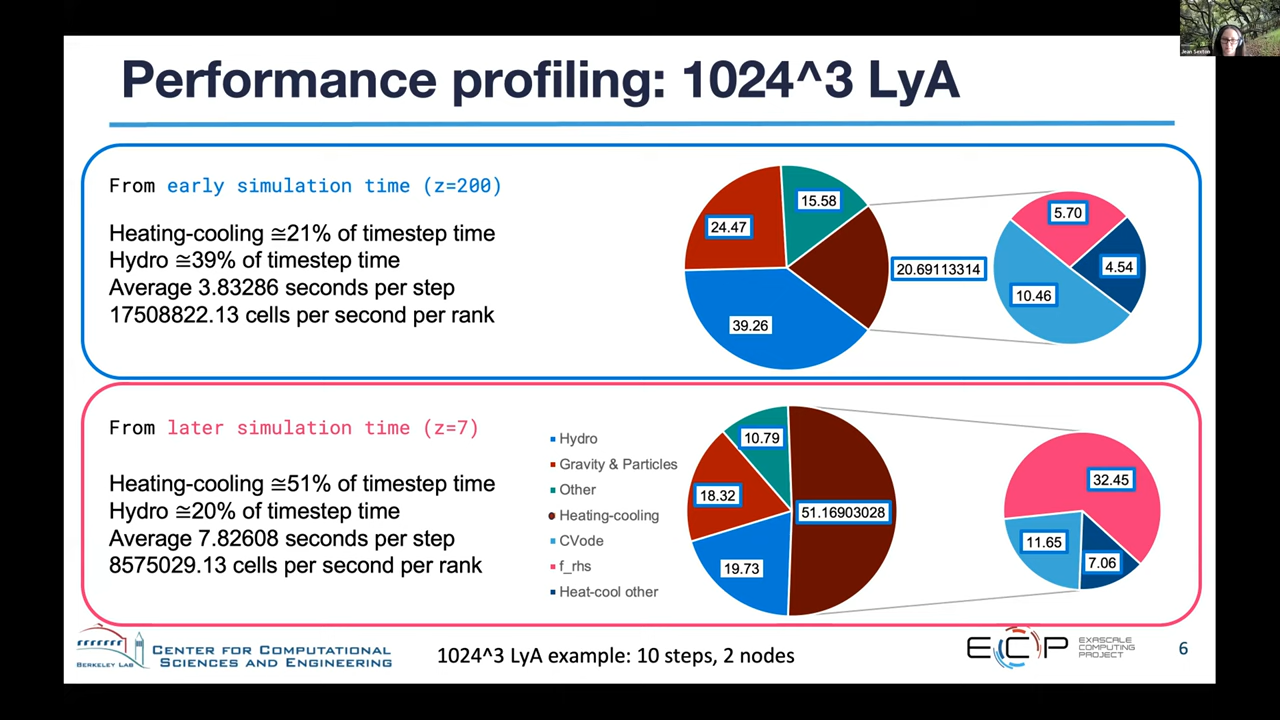 Jean Sexton
Performance profiling: 1024^3 LyA
From early simulation time (z=200)
Heating-cooling ≅21% of timestep time
Hydro ≅39% of timestep time
Average 3.83286 seconds per step
17508822.13 cells per second per rank
15.58
24.47
20.69113314
39.26
5.70
4.54
10.46
From later simulation time (z=7)
Heating-cooling ≅51% of timestep time
Hydro ≅20% of timestep time
Average 7.82608 seconds per step
8575029.13 cells per second per rank
Hydro
Gravity & Particles
Other
Heating-cooling
CVode
f_rhs
Heat-cool other
10.79
18.32
51.16903028
19.73
32.45
11.65
7.06
BERKELEY LAB
CENTER FOR COMPUTATIONAL
SCIENCES AND ENGINEERING
1024^3 LyA example: 10 steps, 2 nodes
ECP
EXASCALE
COMPUTING
PROJECT
6